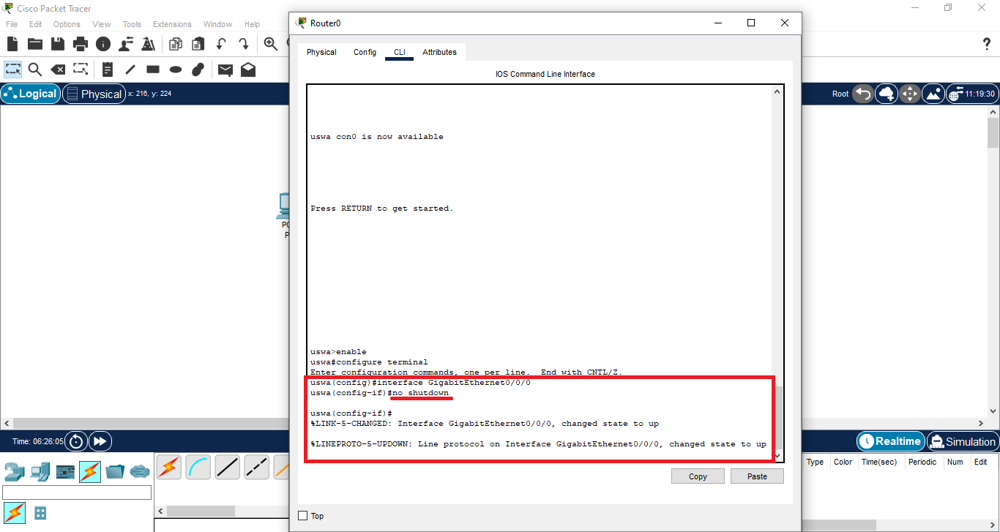 Cisco Packet Tracer
File Edit Options View Tools Extensions Window Help
Logical Physical x: 216, y: 224
Root 11:19:30
Router0
Physical Config CLI Attributes
IOS Command Line Interface
uswa con0 is now available
Press RETURN to get started.
uswa>enable
uswa#configure terminal
Enter configuration commands, one per line. End with CNTL/Z.
uswa(config)#interface GigabitEthernet0/0/0
uswa(config-if)#no shutdown
uswa(config-if)#
%LINK-5-CHANGED: Interface GigabitEthernet0/0/0, changed state to up
%LINEPROTO-5-UPDOWN: Line protocol on Interface GigabitEthernet0/0/0, changed state to up
Copy Paste
Top
Time: 06:26:05
Realtime Simulation
Type Color Time(sec) Periodic Num Edit